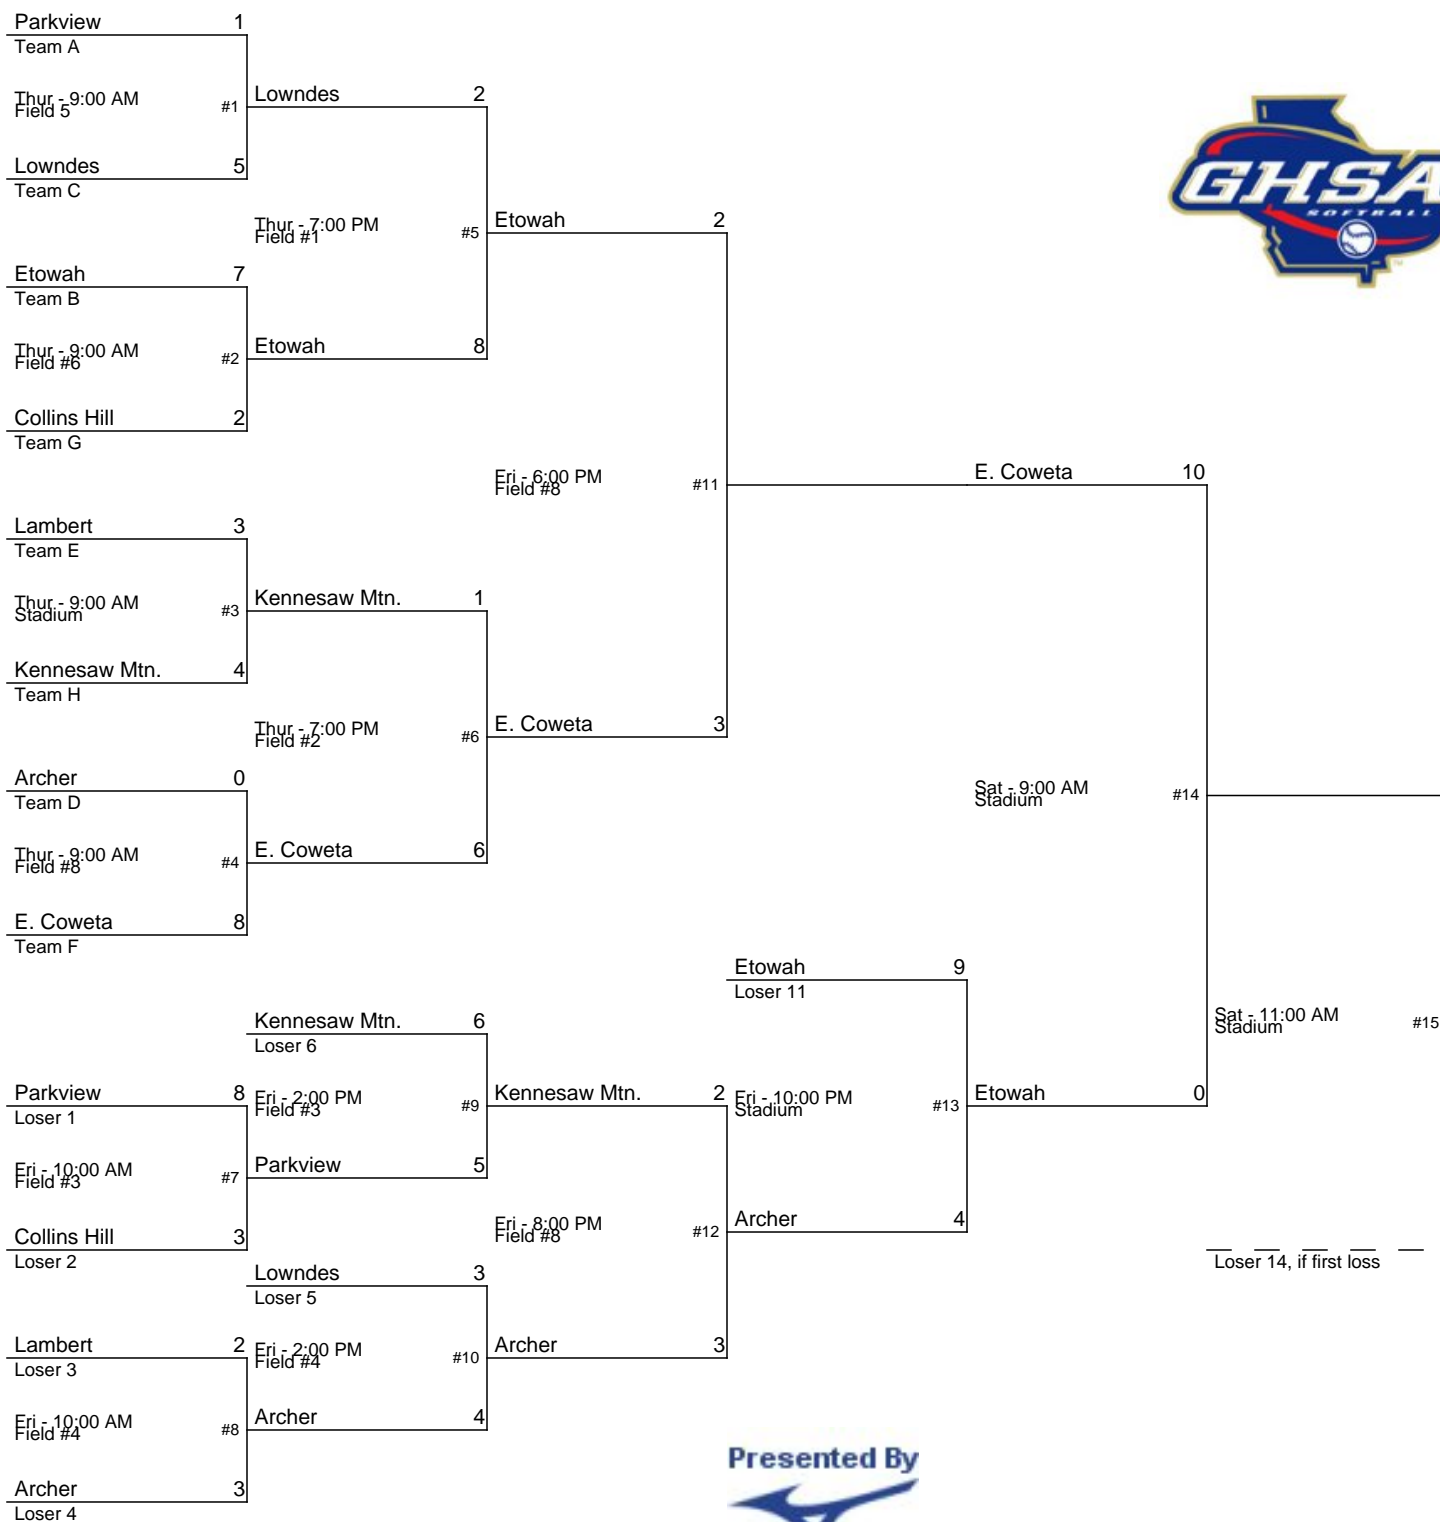 Parkview 1
Team A
Thur - 9:00 AM
Field 5
#1
Lowndes 2
Lowndes 5
Team C
Thur - 7:00 PM
Field #1
#5
Etowah 2
Etowah 7
Team B
Thur - 9:00 AM
Field #6
#2
Etowah 8
Collins Hill 2
Team G
GHSA
SOFTBALL
TM
Fri - 6:00 PM
Field #8
#11
E. Coweta 10
Lambert 3
Team E
Thur - 9:00 AM
Stadium
#3
Kennesaw Mtn. 1
Kennesaw Mtn. 4
Team H
Thur - 7:00 PM
Field #2
#6
E. Coweta 3
Archer 0
Team D
Thur - 9:00 AM
Field #8
#4
E. Coweta 6
E. Coweta 8
Team F
Sat - 9:00 AM
Stadium
#14
Etowah 9
Loser 11
Kennesaw Mtn. 6
Loser 6
Sat - 11:00 AM
Stadium
#15
Parkview 8
Loser 1
Fri - 2:00 PM
Field #3
#9
Kennesaw Mtn. 2
Fri - 10:00 PM
Stadium
#13
Etowah 0
Fri - 10:00 AM
Field #3
#7
Parkview 5
Collins Hill 3
Loser 2
Fri - 8:00 PM
Field #8
#12
Archer 4
Loser 14, if first loss
Lowndes 3
Loser 5
Lambert 2
Loser 3
Fri - 2:00 PM
Field #4
#10
Archer 3
Fri - 10:00 AM
Field #4
#8
Archer 4
Archer 3
Loser 4
Presented By